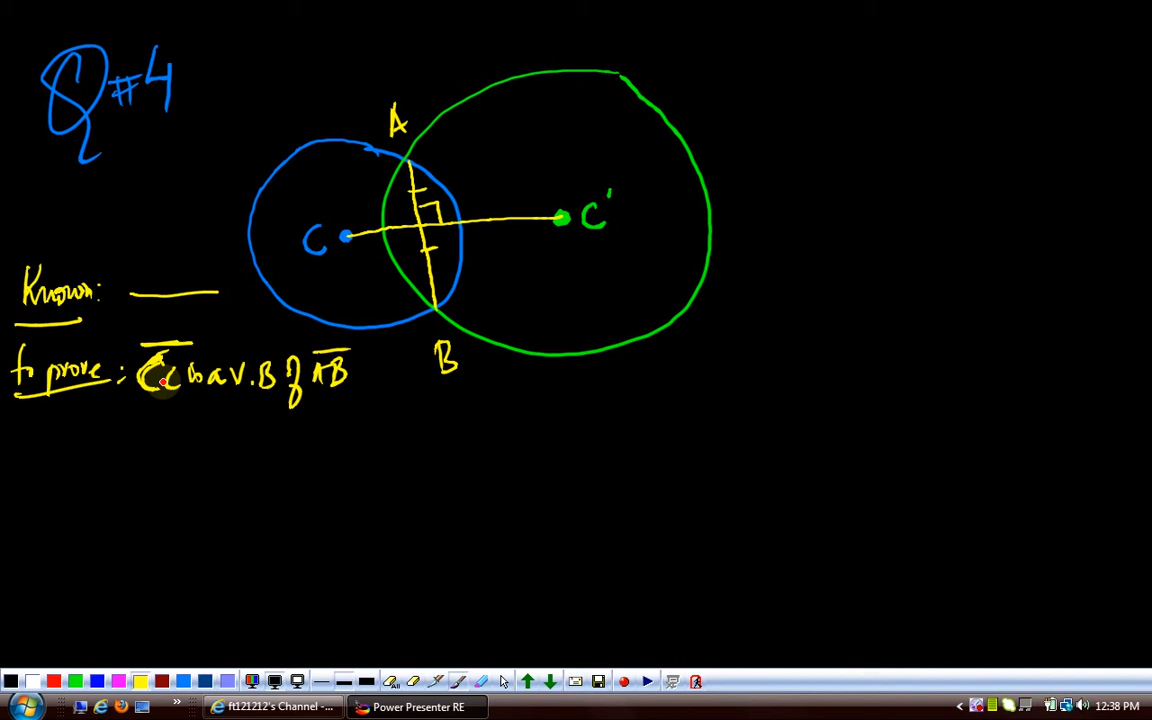 Q#4
A
C
C'
B
Known:
to prove: CC is a V.B of AB
ft121212's Channel -...
Power Presenter RE
12:38 PM